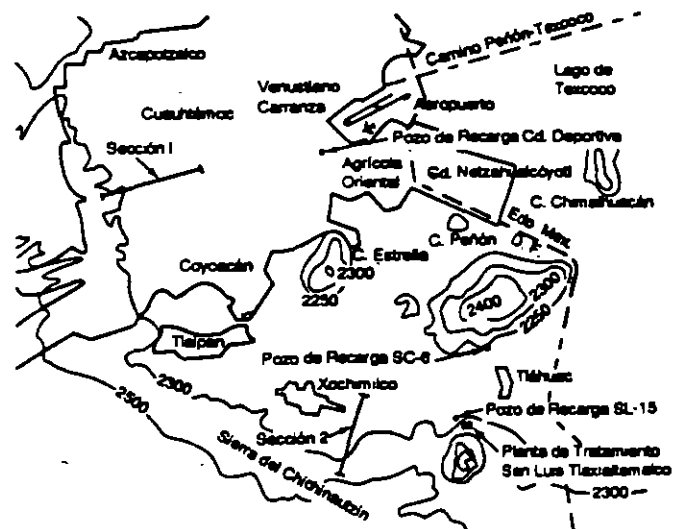 Azcapotzalco
Camino Peñón-Texcoco
Venustiano
Carranza
Lago de
Texcoco
Aeropuerto
Cuauhtémoc
Pozo de Recarga Cd. Deportiva
Sección I
Agrícola
Oriental
Cd. Netzahualcóyotl
C. Chimalhuacán
Edo. Mex.
C. Peñón
C. Estrella
Coyoacán
2300
2250
2300
2400
2250
Tlalpan
Pozo de Recarga SC-6
2300
Tláhuac
2500
Xochimilco
Pozo de Recarga SL-15
Sección 2
Sierra del Chichinautzin
Planta de Tratamiento
San Luis Tlaxialtemalco
2300